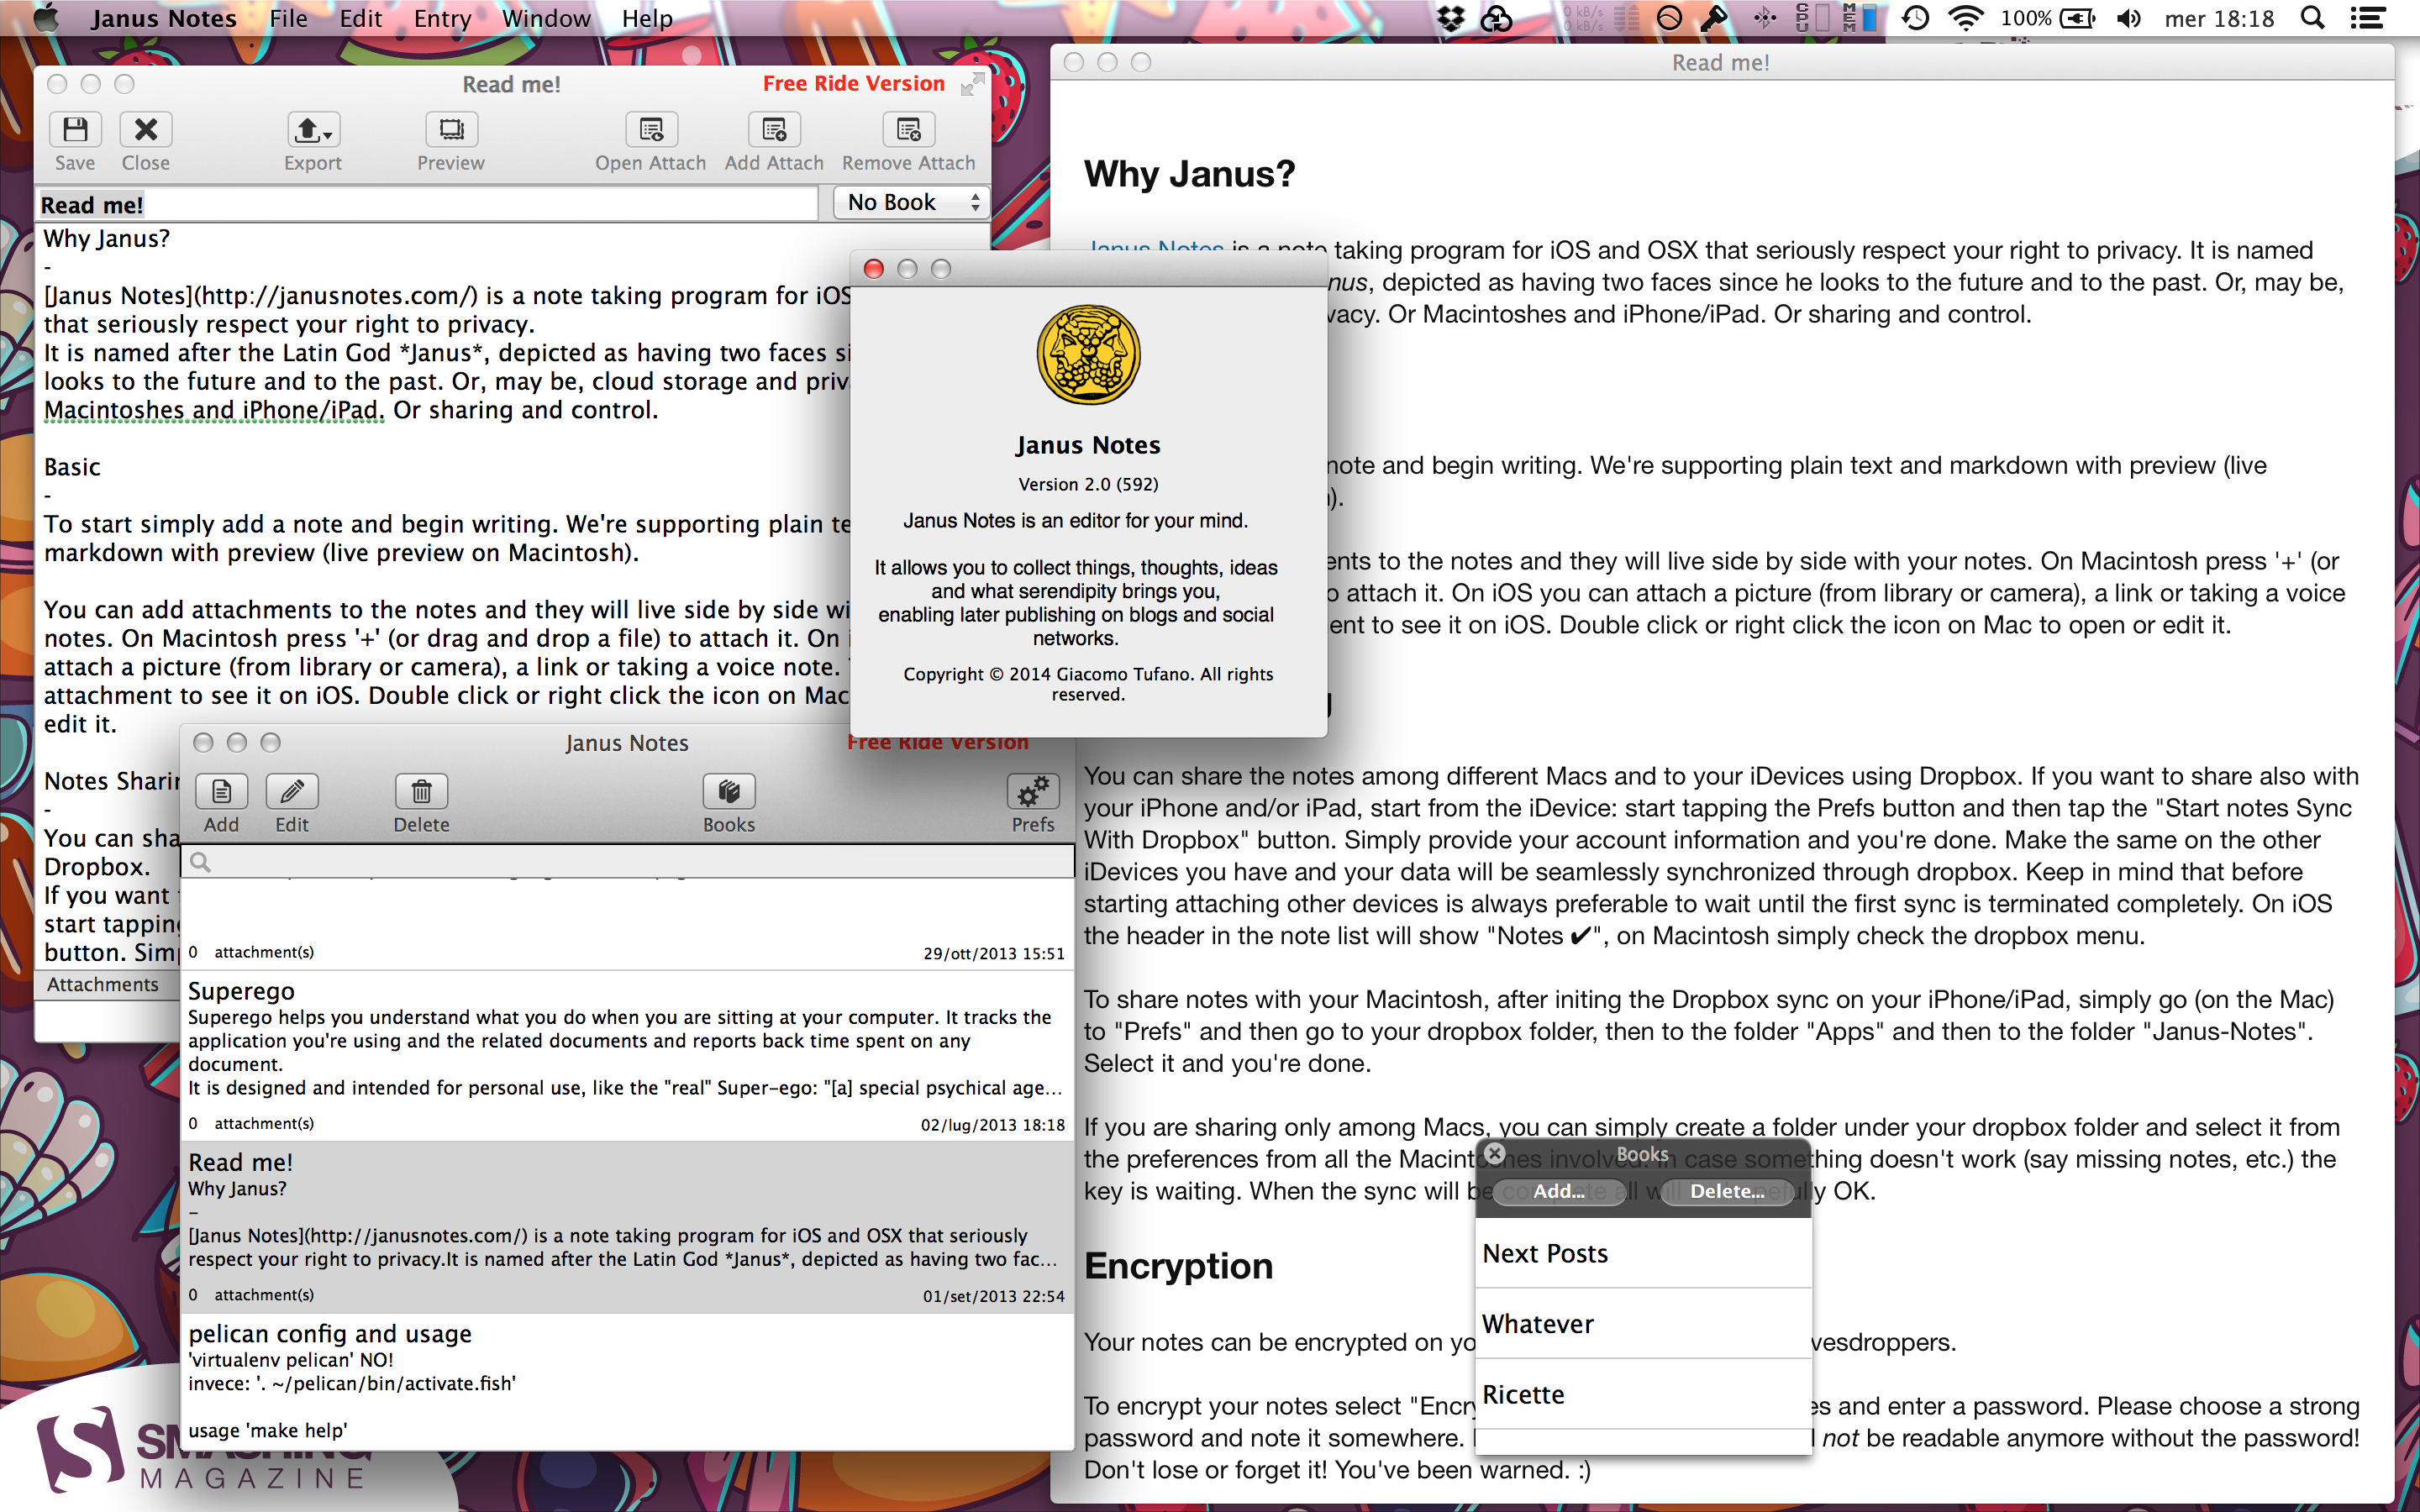 Janus Notes File Edit Entry Window Help
0 kB/s
0 kB/s
CPU
MEM
100%
mer 18:18
Read me!
Free Ride Version
Save
Close
Export
Preview
Open Attach
Add Attach
Remove Attach
Read me!
No Book
Why Janus?
-
[Janus Notes](http://janusnotes.com/) is a note taking program for iOS
that seriously respect your right to privacy.
It is named after the Latin God *Janus*, depicted as having two faces si
looks to the future and to the past. Or, may be, cloud storage and priv
Macintoshes and iPhone/iPad. Or sharing and control.
Basic
-
To start simply add a note and begin writing. We're supporting plain te
markdown with preview (live preview on Macintosh).
You can add attachments to the notes and they will live side by side wi
notes. On Macintosh press '+' (or drag and drop a file) to attach it. On i
attach a picture (from library or camera), a link or taking a voice note.
attachment to see it on iOS. Double click or right click the icon on Mac
edit it.
Notes Sharin
-
You can sha
Dropbox.
If you want
start tapping
button. Simp
Attachments
Janus Notes
Version 2.0 (592)
Janus Notes is an editor for your mind.
It allows you to collect things, thoughts, ideas
and what serendipity brings you,
enabling later publishing on blogs and social
networks.
Copyright © 2014 Giacomo Tufano. All rights
reserved.
Janus Notes
Free Ride Version
Add
Edit
Delete
Books
Prefs
0 attachment(s)
29/ott/2013 15:51
Superego
Superego helps you understand what you do when you are sitting at your computer. It tracks the
application you're using and the related documents and reports back time spent on any
document.
It is designed and intended for personal use, like the "real" Super-ego: "[a] special psychical age...
0 attachment(s)
02/lug/2013 18:18
Read me!
Why Janus?
-
[Janus Notes](http://janusnotes.com/) is a note taking program for iOS and OSX that seriously
respect your right to privacy.It is named after the Latin God *Janus*, depicted as having two fac...
0 attachment(s)
01/set/2013 22:54
pelican config and usage
'virtualenv pelican' NO!
invece: '. ~/pelican/bin/activate.fish'
usage 'make help'
Read me!
Why Janus?
Janus Notes is a note taking program for iOS and OSX that seriously respect your right to privacy. It is named
nus, depicted as having two faces since he looks to the future and to the past. Or, may be,
vacy. Or Macintoshes and iPhone/iPad. Or sharing and control.
note and begin writing. We're supporting plain text and markdown with preview (live
).
ents to the notes and they will live side by side with your notes. On Macintosh press '+' (or
o attach it. On iOS you can attach a picture (from library or camera), a link or taking a voice
ent to see it on iOS. Double click or right click the icon on Mac to open or edit it.
g
You can share the notes among different Macs and to your iDevices using Dropbox. If you want to share also with
your iPhone and/or iPad, start from the iDevice: start tapping the Prefs button and then tap the "Start notes Sync
With Dropbox" button. Simply provide your account information and you're done. Make the same on the other
iDevices you have and your data will be seamlessly synchronized through dropbox. Keep in mind that before
starting attaching other devices is always preferable to wait until the first sync is terminated completely. On iOS
the header in the note list will show "Notes ✔", on Macintosh simply check the dropbox menu.
To share notes with your Macintosh, after initing the Dropbox sync on your iPhone/iPad, simply go (on the Mac)
to "Prefs" and then go to your dropbox folder, then to the folder "Apps" and then to the folder "Janus-Notes".
Select it and you're done.
If you are sharing only among Macs, you can simply create a folder under your dropbox folder and select it from
the preferences from all the Macintoshes involved. In case something doesn't work (say missing notes, etc.) the
key is waiting. When the sync will be complete all will hopefully OK.
Encryption
Your notes can be encrypted on yo
vesdroppers.
To encrypt your notes select "Encry
es and enter a password. Please choose a strong
password and note it somewhere.
not be readable anymore without the password!
Don't lose or forget it! You've been warned. :)
Books
Add...
Delete...
Next Posts
Whatever
Ricette
SMASHING
MAGAZINE